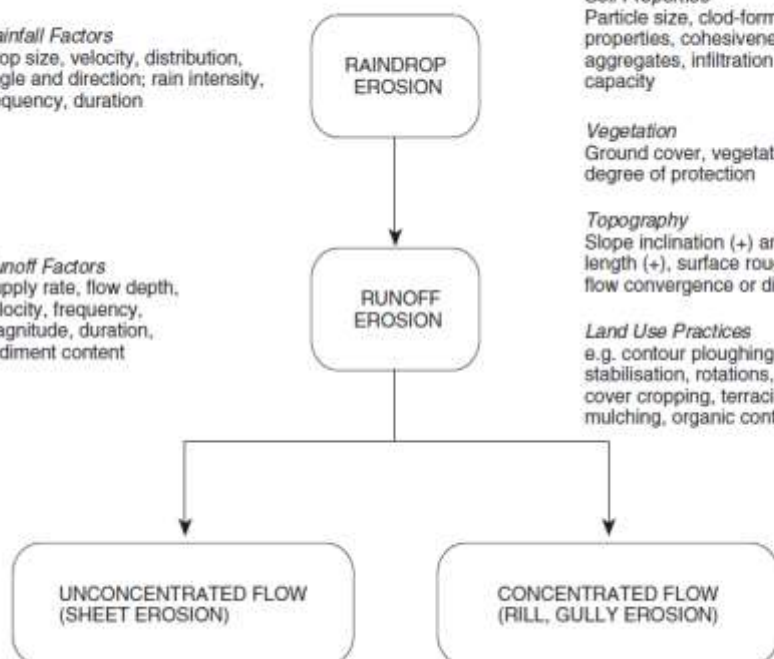 ainfall Factors
op size, velocity, distribution,
gle and direction; rain intensity,
equency, duration
RAINDROP
EROSION
Particle size, clod-form
properties, cohesivene
aggregates, infiltration
capacity
Vegetation
Ground cover, vegetat
degree of protection
Topography
Slope inclination (+) ar
length (+), surface roug
flow convergence or di
unoff Factors
upply rate, flow depth,
locity, frequency,
agnitude, duration,
diment content
RUNOFF
EROSION
Land Use Practices
e.g. contour ploughing
stabilisation, rotations,
cover cropping, terraci
mulching, organic cont
UNCONCENTRATED FLOW
(SHEET EROSION)
CONCENTRATED FLOW
(RILL, GULLY EROSION)